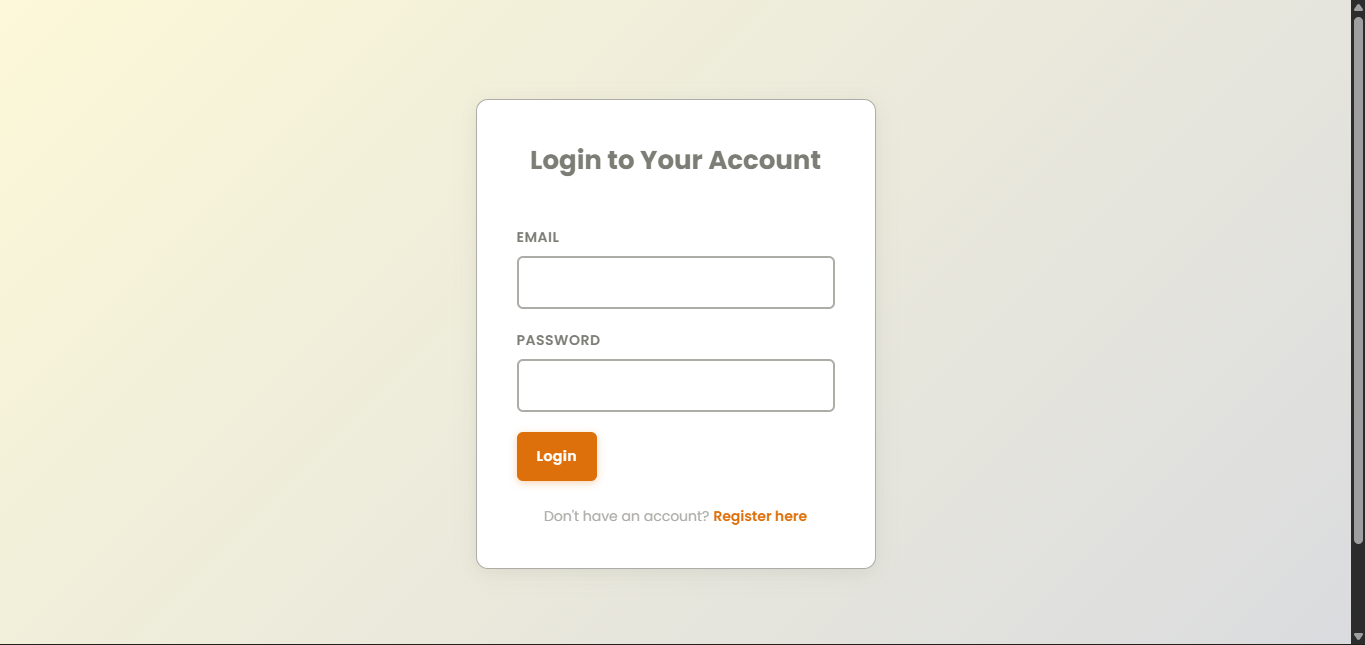 Login to Your Account
EMAIL
PASSWORD
Login
Don't have an account? Register here